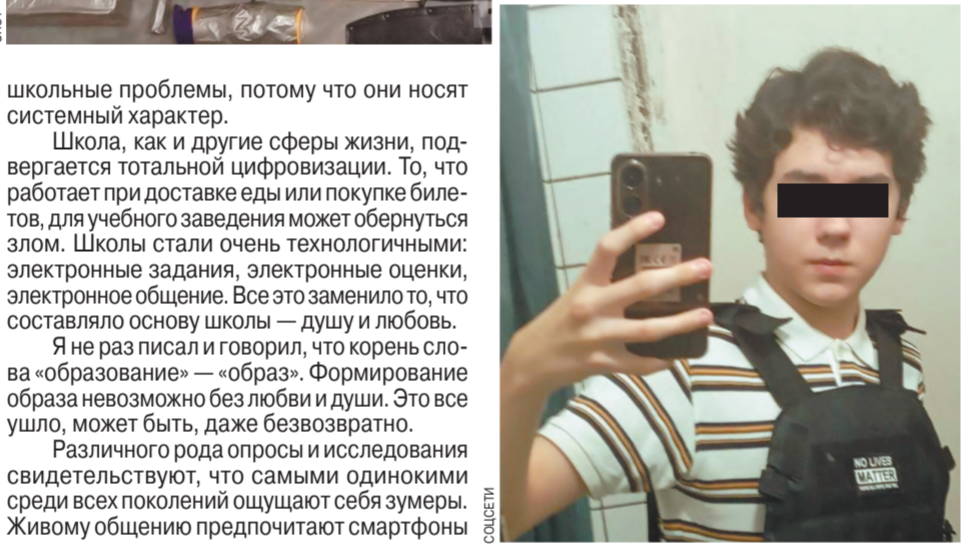 школьные проблемы, потому что они носят
системный характер.
Школа, как и другие сферы жизни, под-
вергается тотальной цифровизации. То, что
работает при доставке еды или покупке биле-
тов, для учебного заведения может обернуться
злом. Школы стали очень технологичными:
электронные задания, электронные оценки,
электронное общение. Все это заменило то, что
составляло основу школы — душу и любовь.
Я не раз писал и говорил, что корень сло-
ва «образование» — «образ». Формирование
образа невозможно без любви и души. Это все
ушло, может быть, даже безвозвратно.
Различного рода опросы и исследования
свидетельствуют, что самыми одинокими
среди всех поколений ощущают себя зумеры.
Живому общению предпочитают смартфоны
СОЦСЕТИ
NO LIVES
MATTER